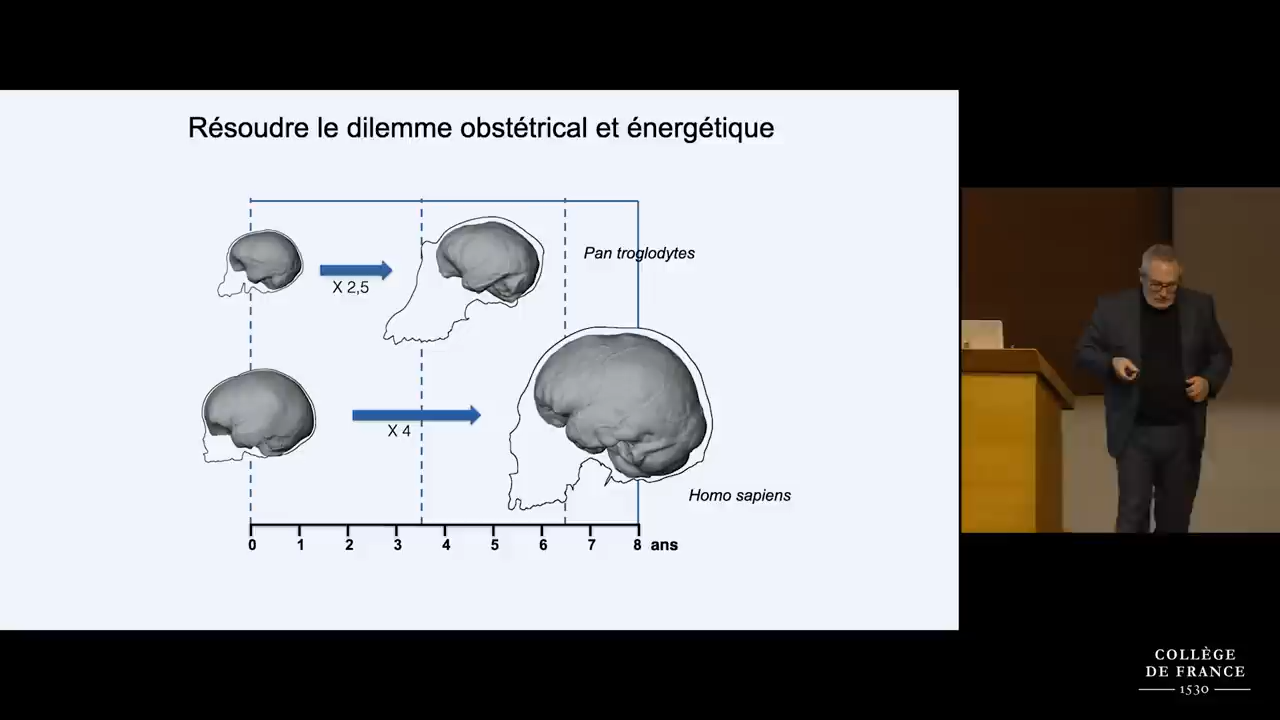 Résoudre le dilemme obstétrical et énergétique
Pan troglodytes
X 2,5
X 4
Homo sapiens
0 1 2 3 4 5 6 7 8 ans
COLLÈGE
DE FRANCE
1530